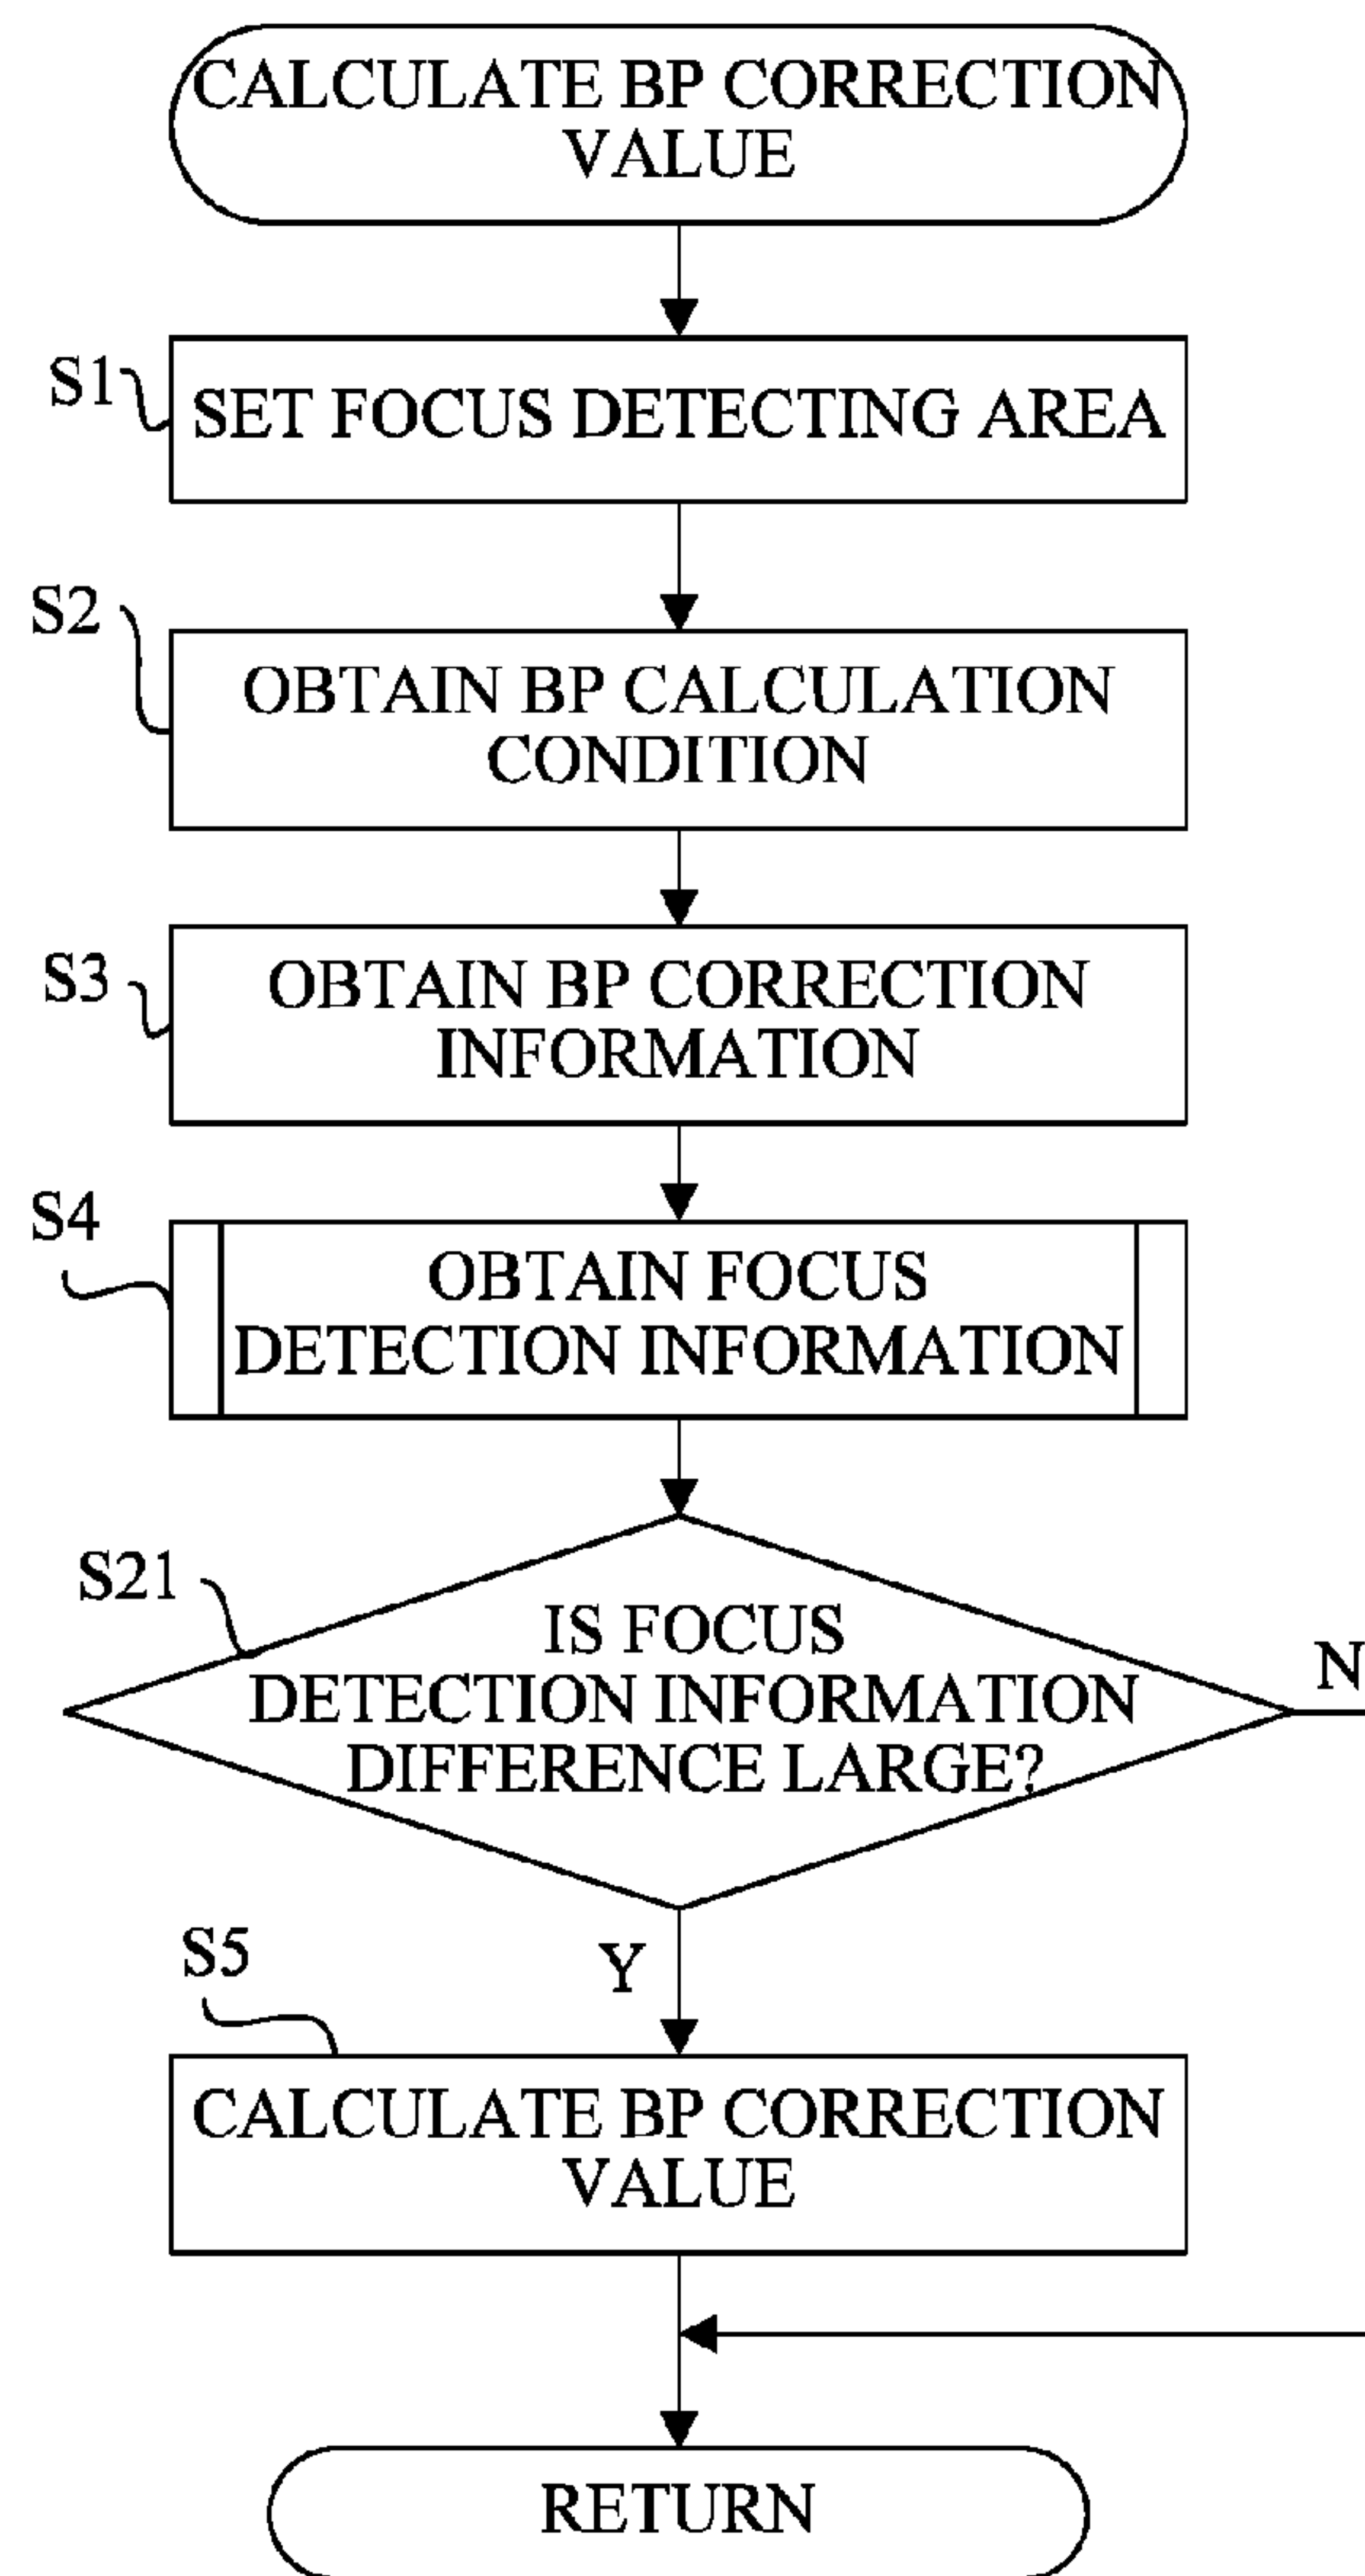 CALCULATE BP CORRECTION
VALUE
S1
SET FOCUS DETECTING AREA
S2
OBTAIN BP CALCULATION
CONDITION
S3
OBTAIN BP CORRECTION
INFORMATION
S4
OBTAIN FOCUS
DETECTION INFORMATION
S21
IS FOCUS
DETECTION INFORMATION
DIFFERENCE LARGE?
N
Y
S5
CALCULATE BP CORRECTION
VALUE
RETURN